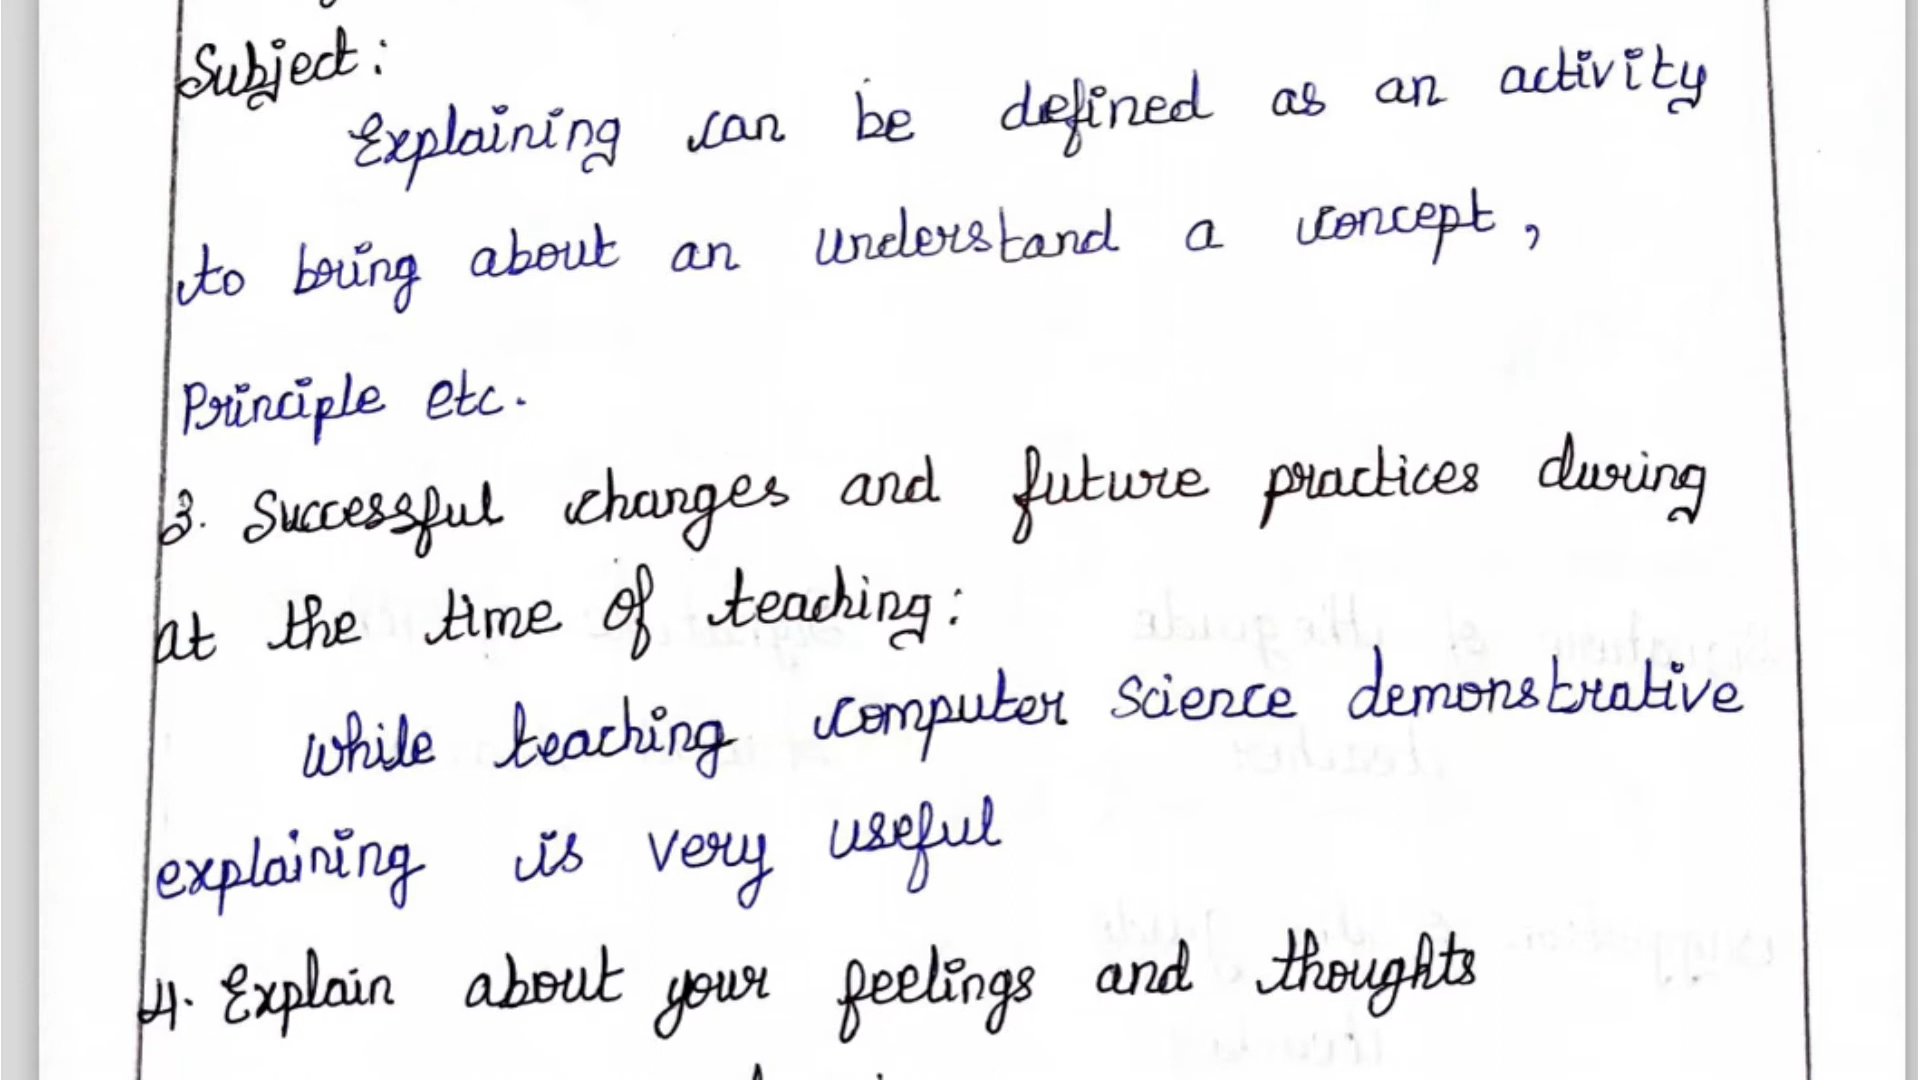 Subject:
Explaining can be defined as an activity
to bring about an understand a concept,
Principle etc.
3. Successful changes and future practices during
at the time of teaching:
while teaching computer science demonstrative
explaining is very useful
4. Explain about your feelings and thoughts